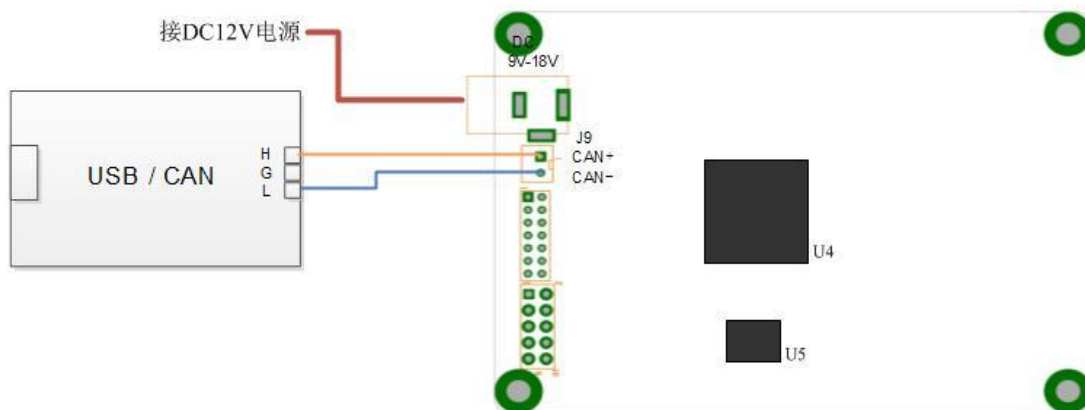 接DC12V电源
DC
9V-18V
J9
CAN+
CAN-
USB / CAN
H
G
L
U4
U5